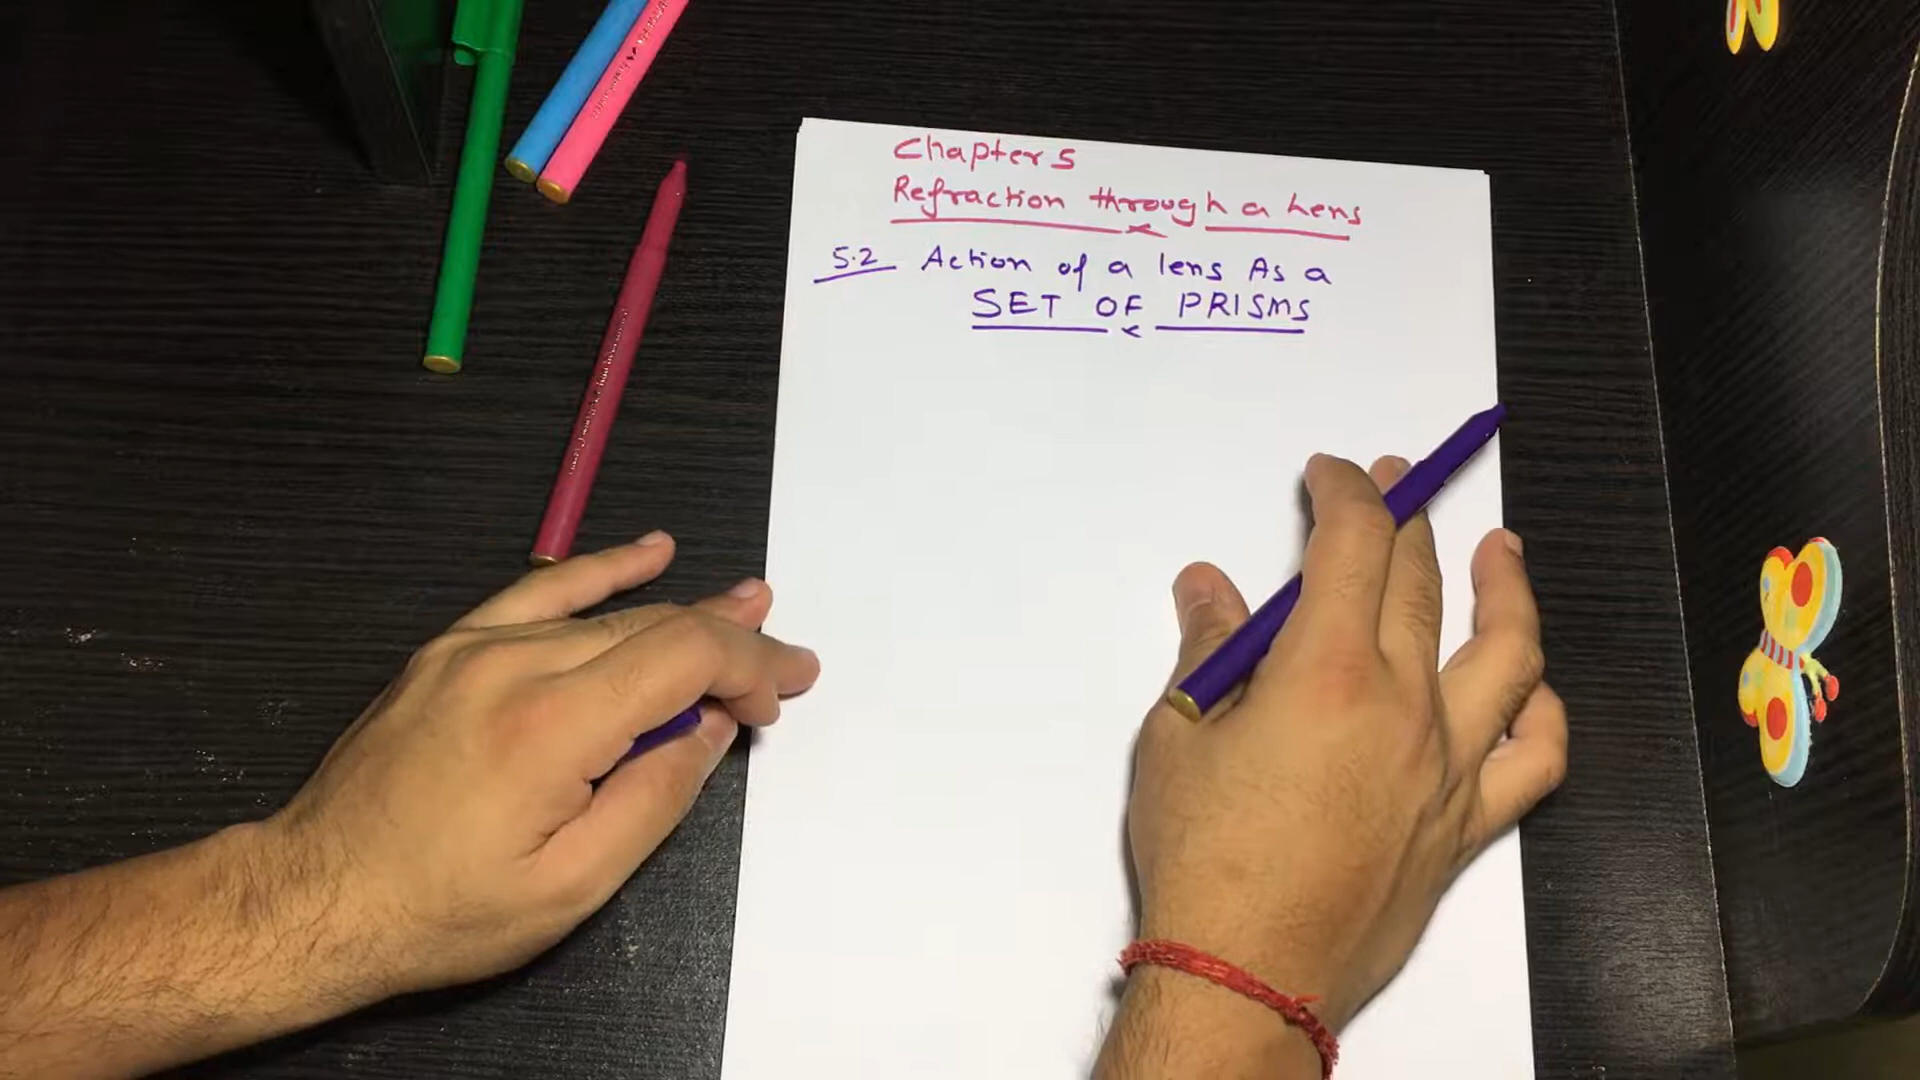 Chapter 5
Refraction through a Lens
5.2 Action of a lens As a
SET OF PRISMS